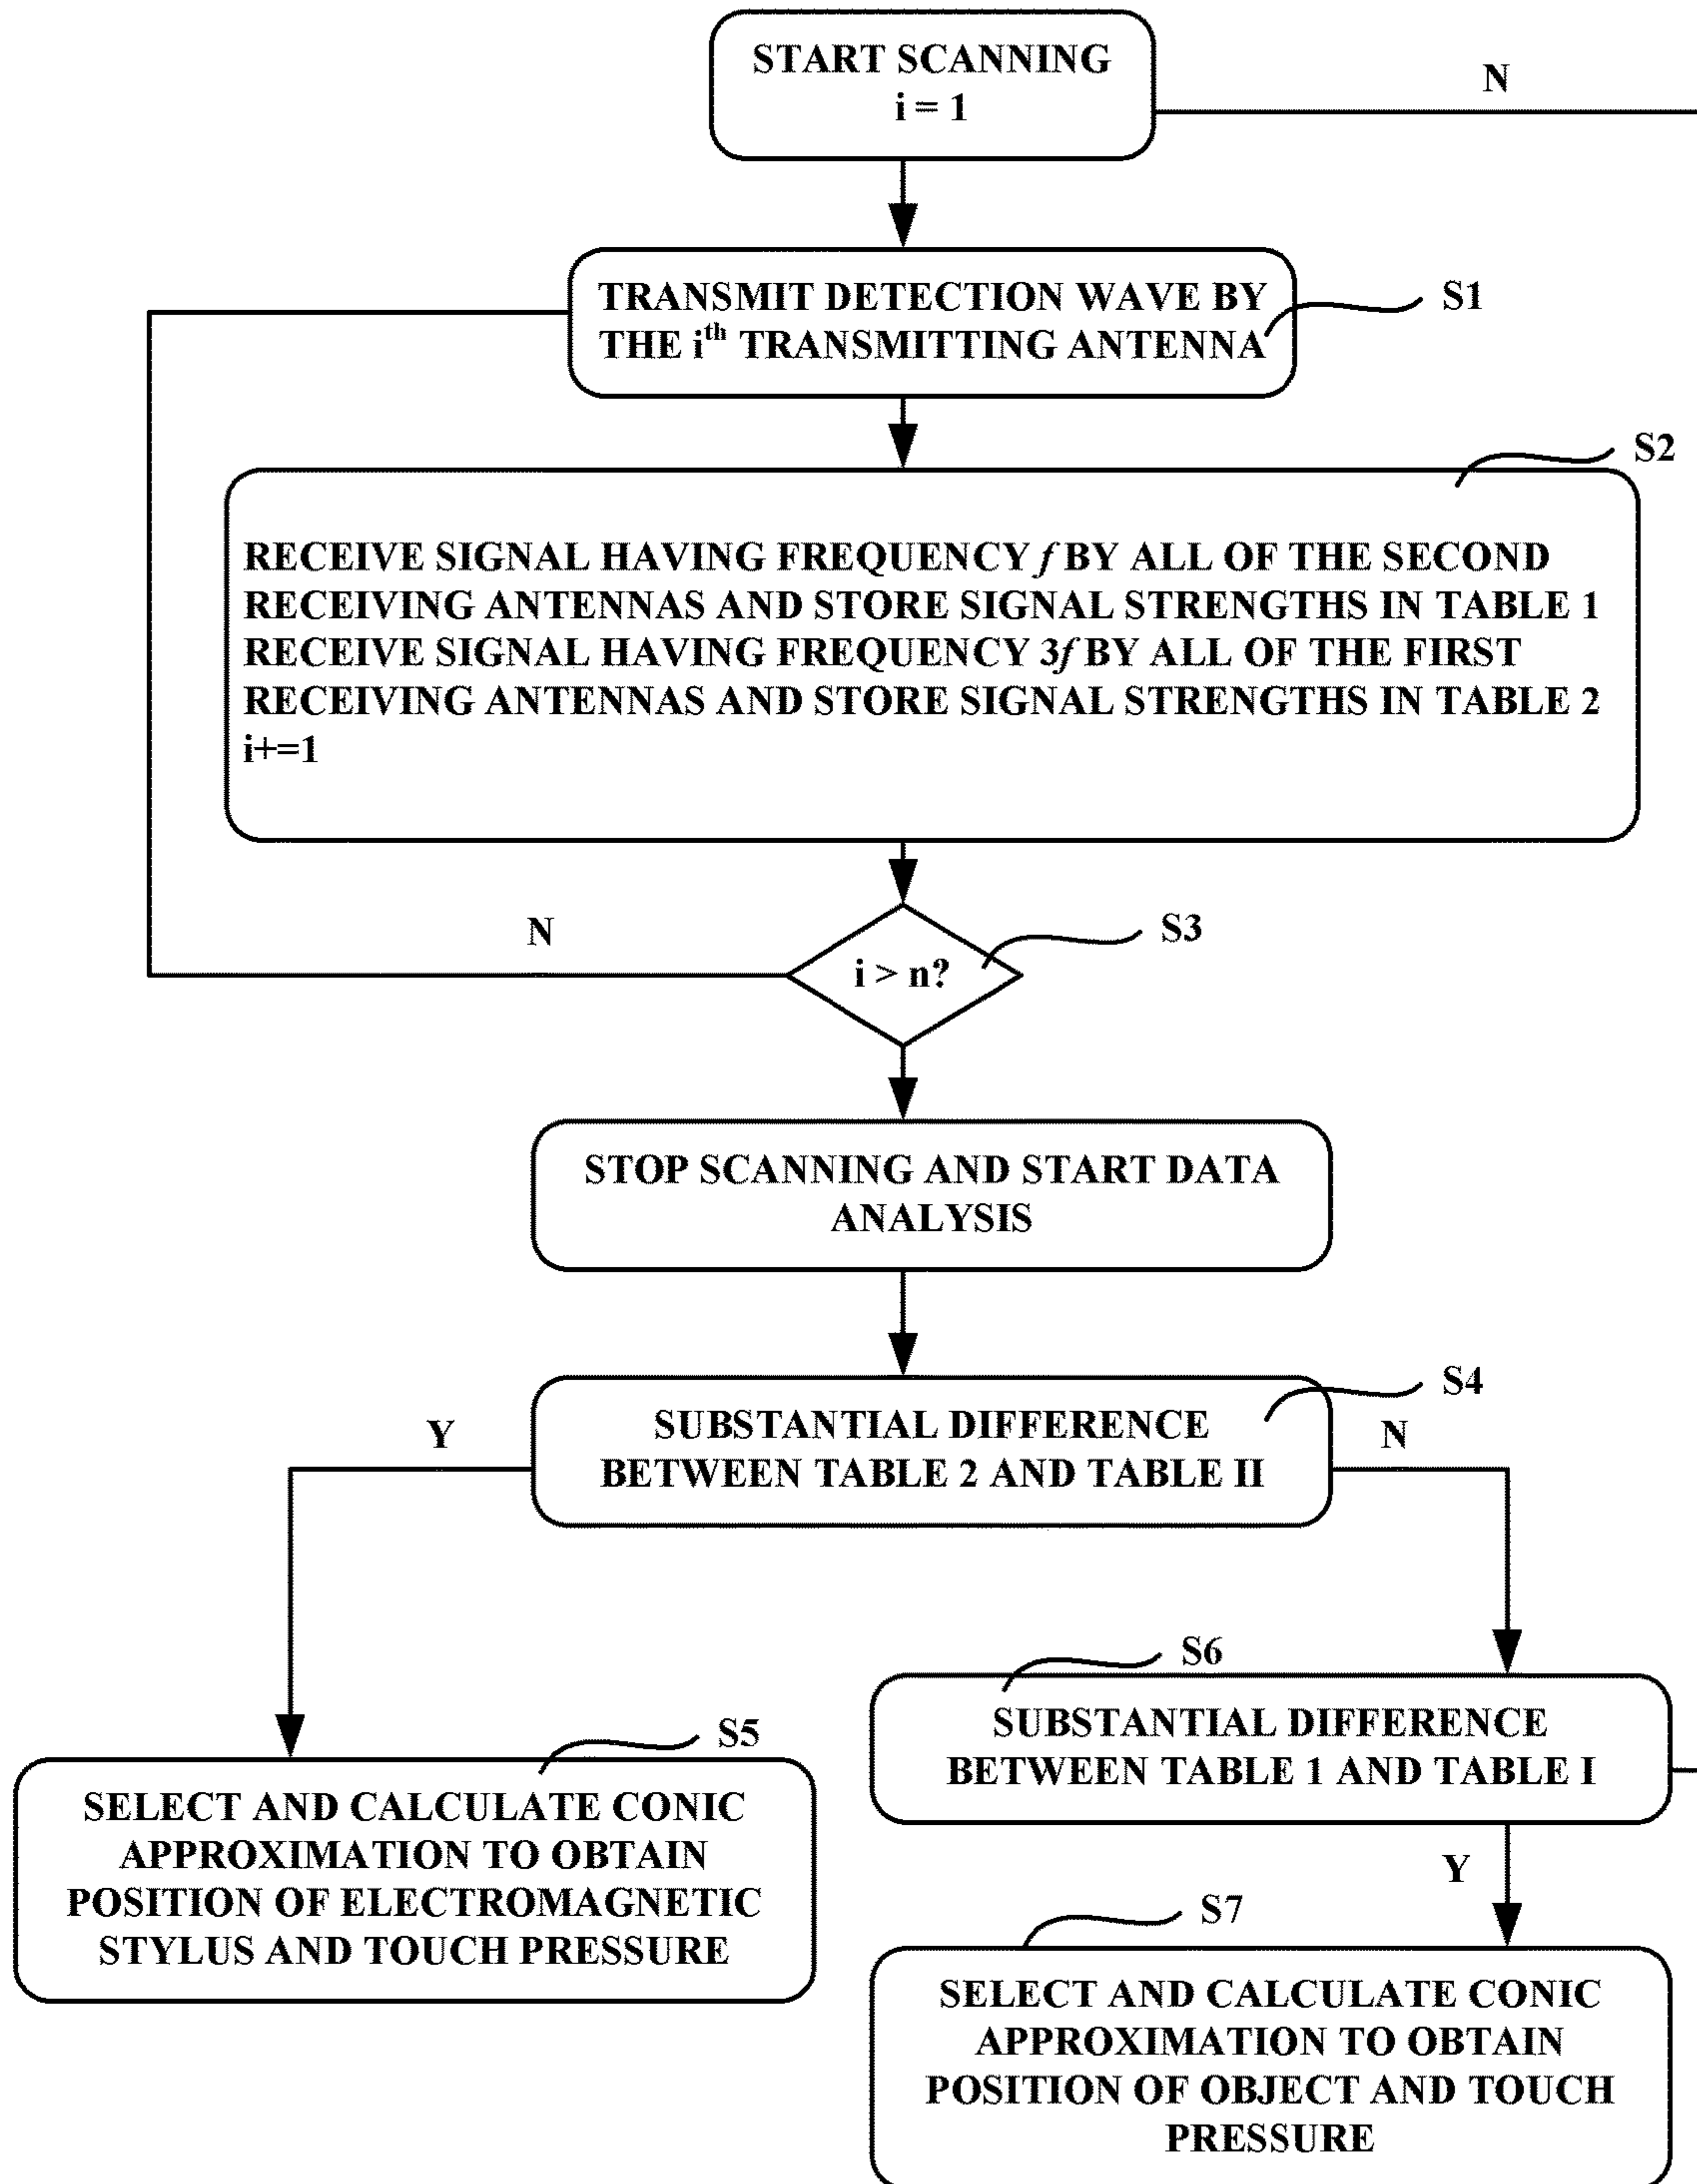 START SCANNING
i = 1
N
TRANSMIT DETECTION WAVE BY
THE iᵗʰ TRANSMITTING ANTENNA
S1
S2
RECEIVE SIGNAL HAVING FREQUENCY f BY ALL OF THE SECOND
RECEIVING ANTENNAS AND STORE SIGNAL STRENGTHS IN TABLE 1
RECEIVE SIGNAL HAVING FREQUENCY 3f BY ALL OF THE FIRST
RECEIVING ANTENNAS AND STORE SIGNAL STRENGTHS IN TABLE 2
i+=1
N
i > n?
S3
STOP SCANNING AND START DATA
ANALYSIS
S4
Y
SUBSTANTIAL DIFFERENCE
BETWEEN TABLE 2 AND TABLE II
N
S6
SUBSTANTIAL DIFFERENCE
BETWEEN TABLE 1 AND TABLE I
S5
SELECT AND CALCULATE CONIC
APPROXIMATION TO OBTAIN
POSITION OF ELECTROMAGNETIC
STYLUS AND TOUCH PRESSURE
Y
S7
SELECT AND CALCULATE CONIC
APPROXIMATION TO OBTAIN
POSITION OF OBJECT AND TOUCH
PRESSURE